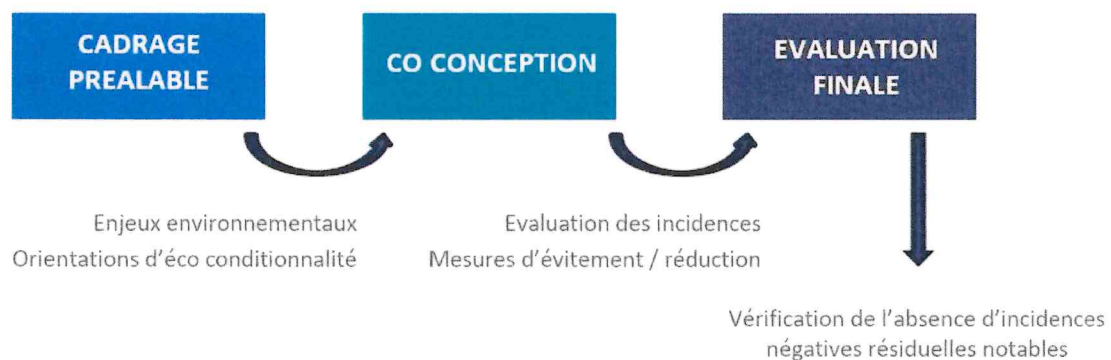 CADRAGE
PREALABLE
CO CONCEPTION
EVALUATION
FINALE
Enjeux environnementaux
Orientations d'éco conditionnalité
Evaluation des incidences
Mesures d'évitement / réduction
Vérification de l'absence d'incidences
négatives résiduelles notables